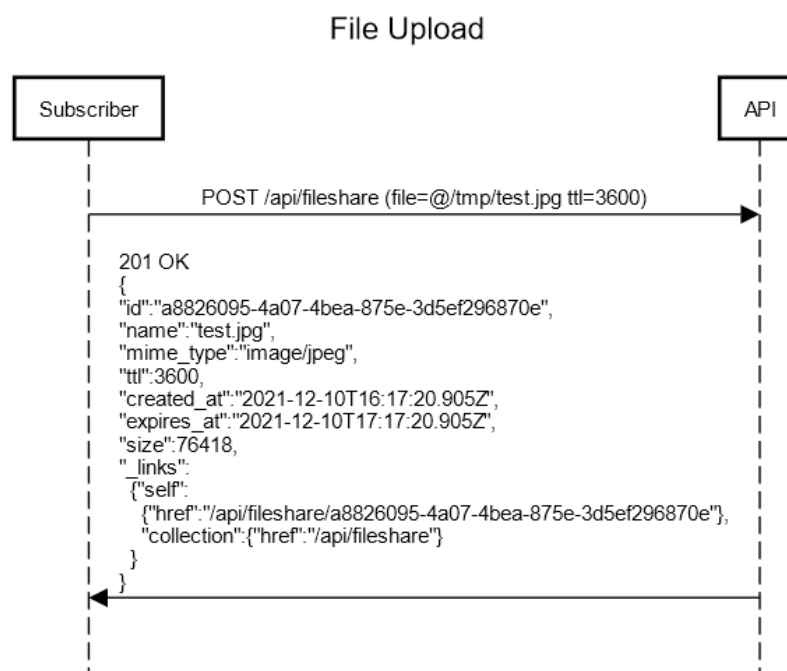 File Upload
Subscriber
API
POST /api/fileshare (file=@/tmp/test.jpg ttl=3600)
201 OK
{
"id":"a8826095-4a07-4bea-875e-3d5ef296870e",
"name":"test.jpg",
"mime_type":"image/jpeg",
"ttl":3600,
"created_at":"2021-12-10T16:17:20.905Z",
"expires_at":"2021-12-10T17:17:20.905Z",
"size":76418,
"_links":
{"self":
{"href":"/api/fileshare/a8826095-4a07-4bea-875e-3d5ef296870e"},
"collection":{"href":"/api/fileshare"}
}
}